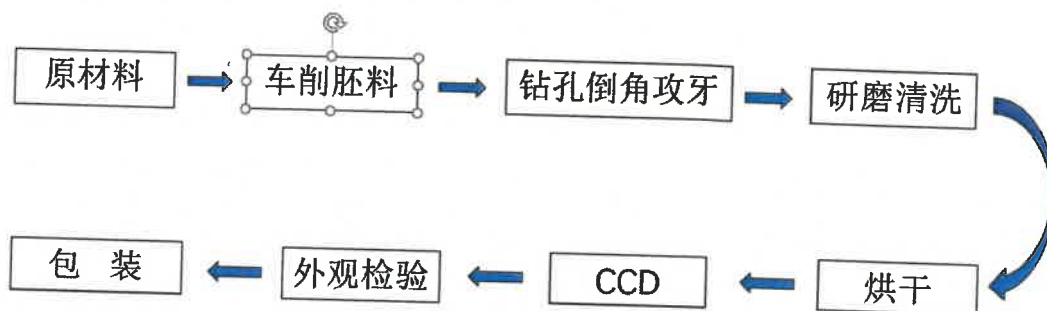 原材料
车削胚料
钻孔倒角攻牙
研磨清洗
烘干
CCD
外观检验
包 装